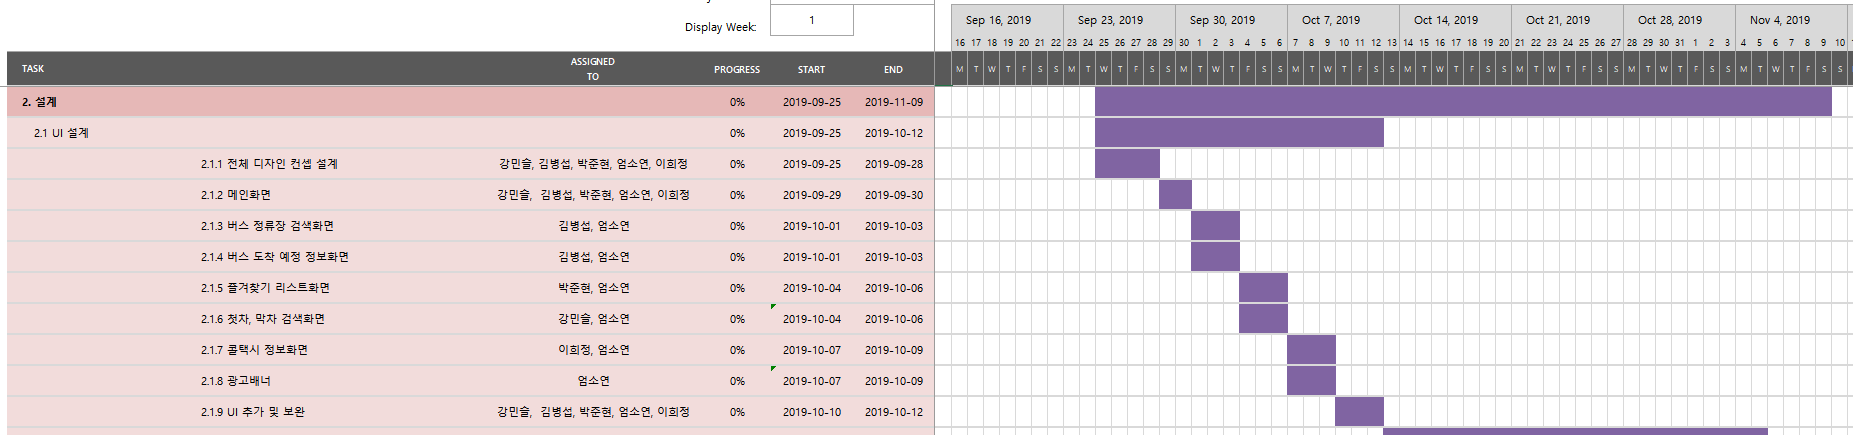 Display Week: 1
Sep 16, 2019 Sep 23, 2019 Sep 30, 2019 Oct 7, 2019 Oct 14, 2019 Oct 21, 2019 Oct 28, 2019 Nov 4, 2019
16 17 18 19 20 21 22 23 24 25 26 27 28 29 30 1 2 3 4 5 6 7 8 9 10 11 12 13 14 15 16 17 18 19 20 21 22 23 24 25 26 27 28 29 30 31 1 2 3 4 5 6 7 8 9 10
TASK ASSIGNED TO PROGRESS START END M T W T F S S M T W T F S S M T W T F S S M T W T F S S M T W T F S S M T W T F S S M T W T F S S M T W T F S S
2. 설계 0% 2019-09-25 2019-11-09
2.1 UI 설계 0% 2019-09-25 2019-10-12
2.1.1 전체 디자인 컨셉 설계 강민슬, 김병섭, 박준현, 엄소연, 이희정 0% 2019-09-25 2019-09-28
2.1.2 메인화면 강민슬, 김병섭, 박준현, 엄소연, 이희정 0% 2019-09-29 2019-09-30
2.1.3 버스 정류장 검색화면 김병섭, 엄소연 0% 2019-10-01 2019-10-03
2.1.4 버스 도착 예정 정보화면 김병섭, 엄소연 0% 2019-10-01 2019-10-03
2.1.5 즐겨찾기 리스트화면 박준현, 엄소연 0% 2019-10-04 2019-10-06
2.1.6 첫차, 막차 검색화면 강민슬, 엄소연 0% 2019-10-04 2019-10-06
2.1.7 콜택시 정보화면 이희정, 엄소연 0% 2019-10-07 2019-10-09
2.1.8 광고배너 엄소연 0% 2019-10-07 2019-10-09
2.1.9 UI 추가 및 보완 강민슬, 김병섭, 박준현, 엄소연, 이희정 0% 2019-10-10 2019-10-12